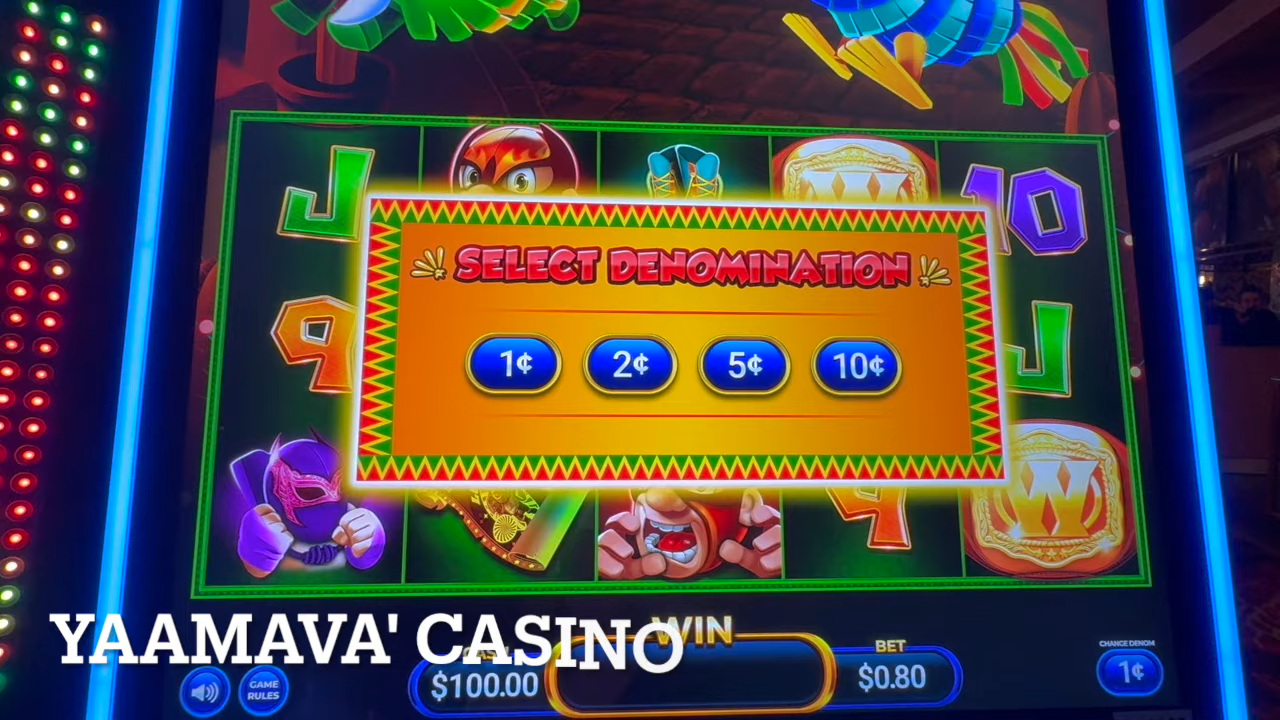 J
10
SELECT DENOMINATION
1¢ 2¢ 5¢ 10¢
9
J
W
9
YAAMAVA' CASINO
WIN
BET
CHANGE DENOM
GAME
RULES
$100.00
$0.80
1¢